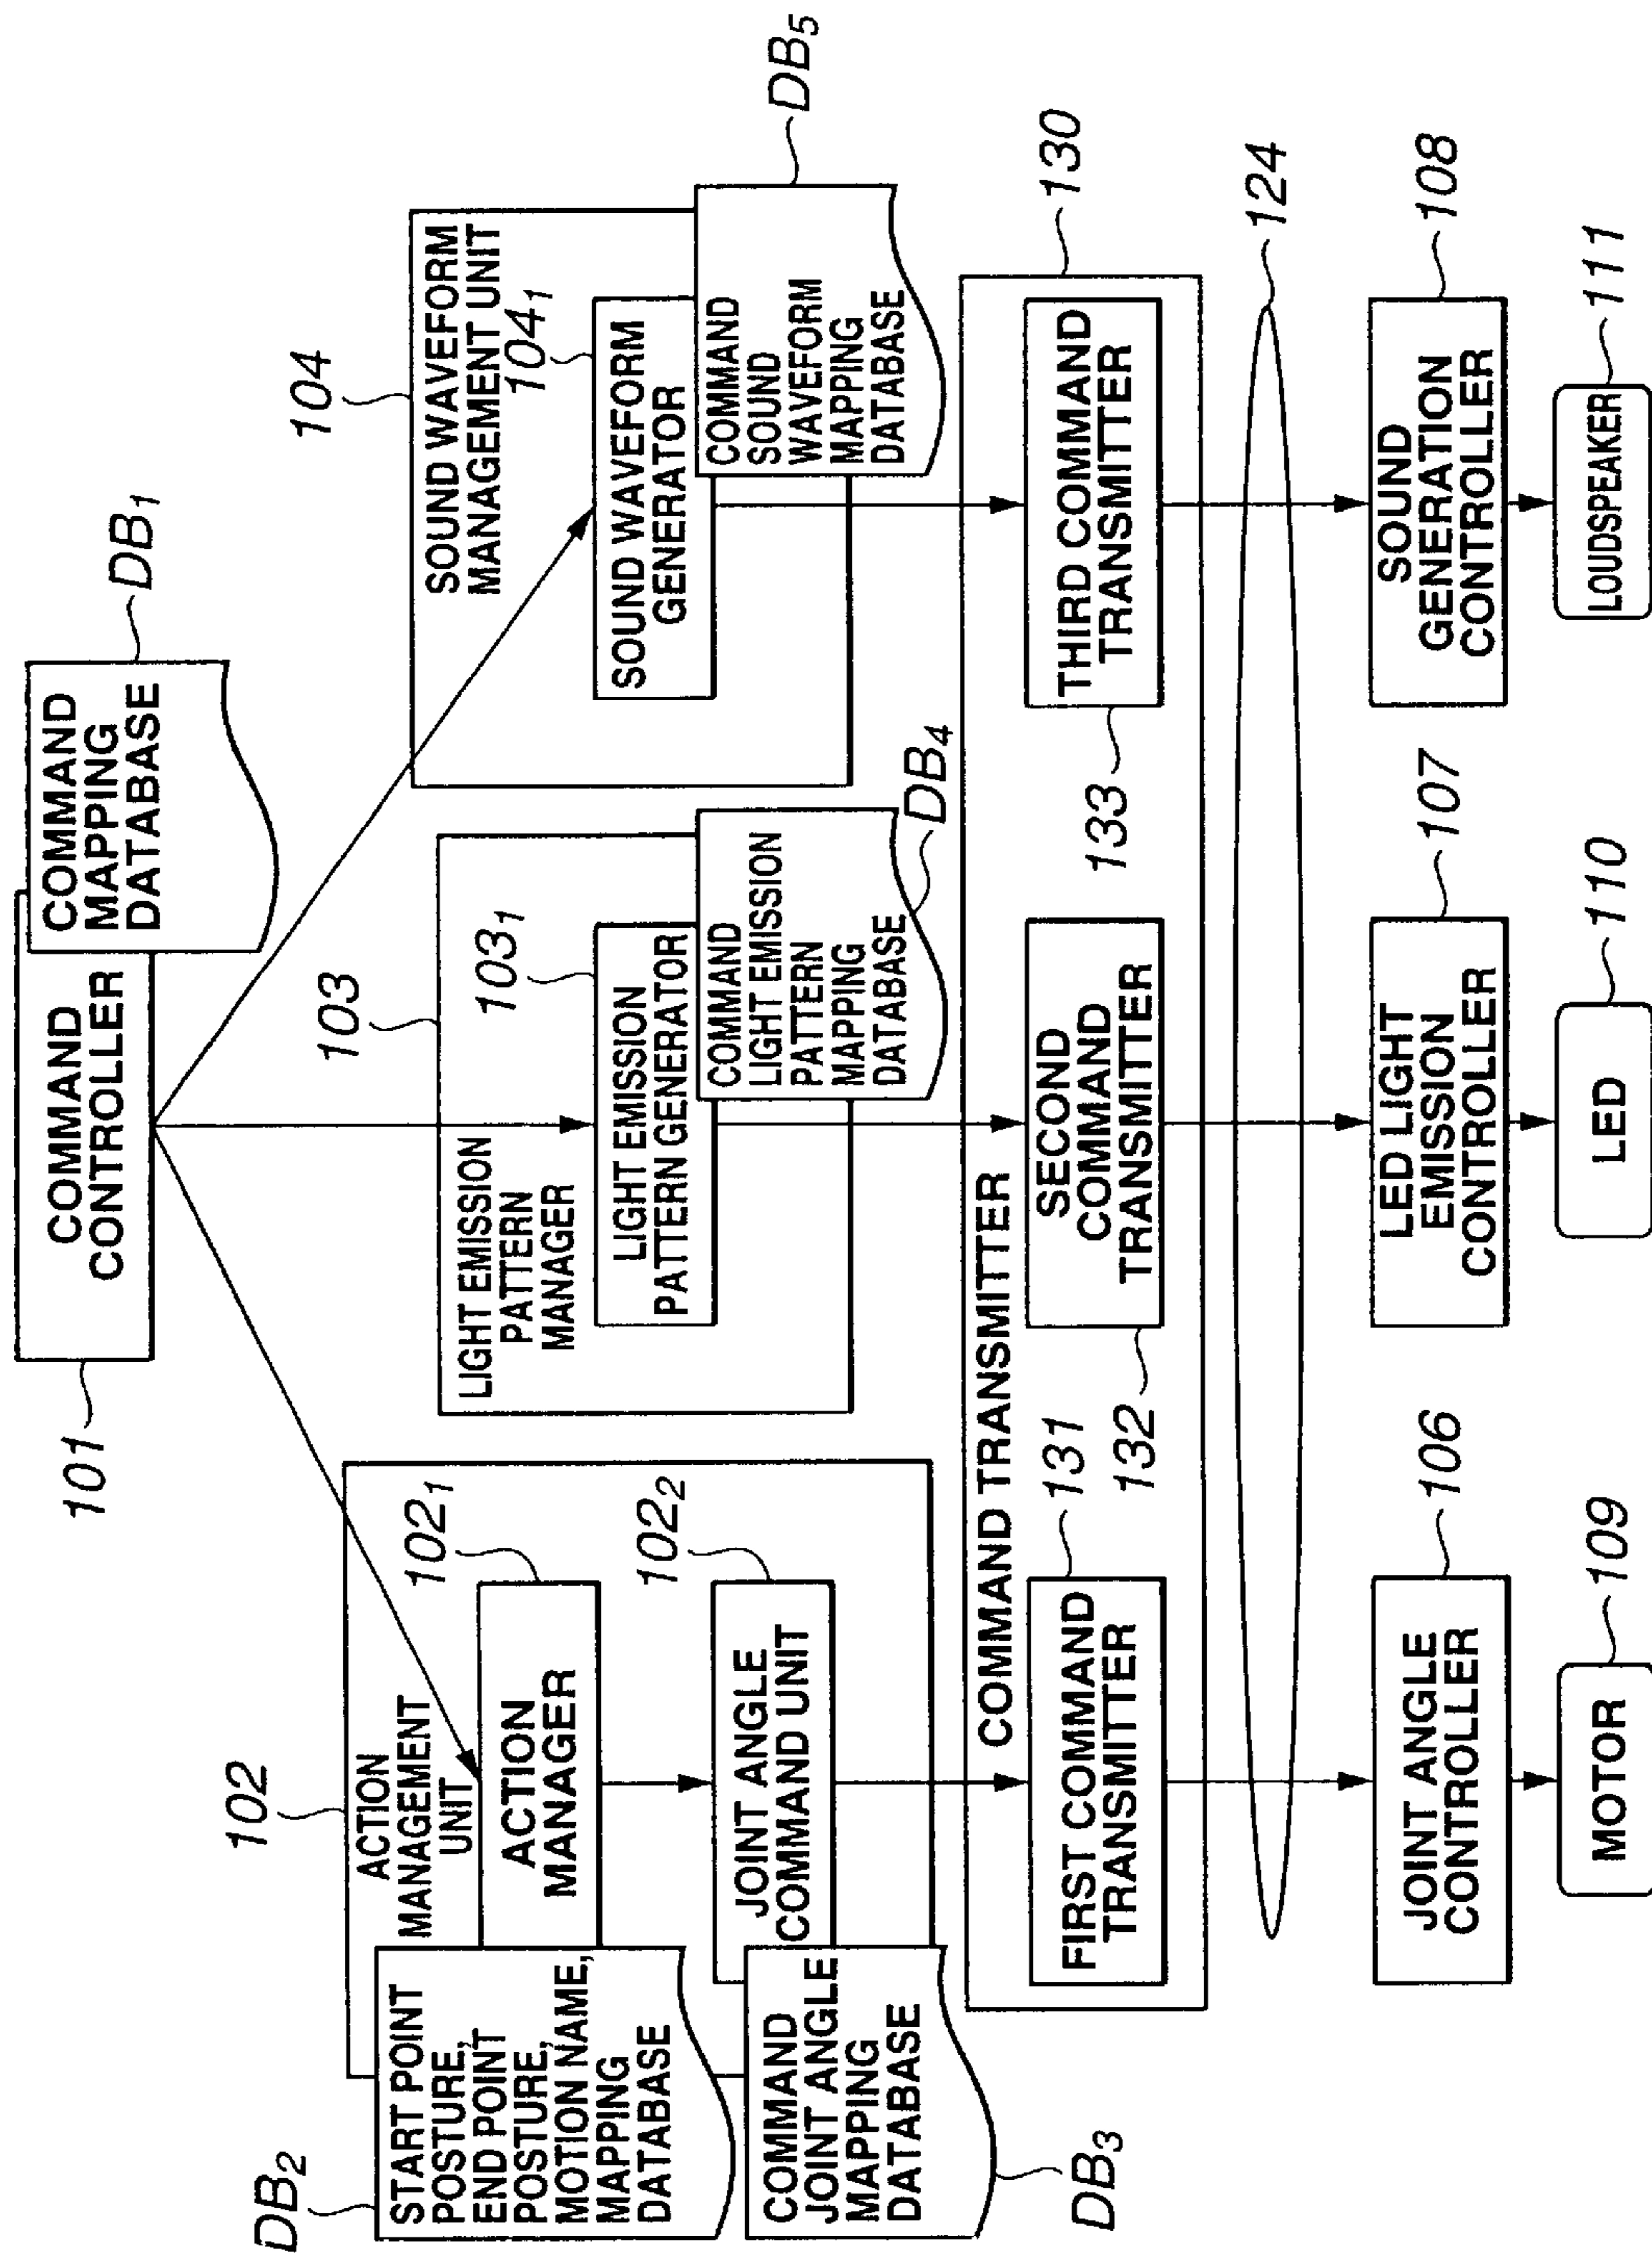 101
COMMAND
CONTROLLER
COMMAND
MAPPING
DATABASE
DB1
102
ACTION
MANAGEMENT
UNIT
DB2
START POINT
POSTURE,
END POINT
POSTURE,
MOTION NAME,
MAPPING
DATABASE
ACTION
MANAGER
1021
JOINT ANGLE
COMMAND UNIT
1022
COMMAND
JOINT ANGLE
MAPPING
DATABASE
DB3
103
LIGHT EMISSION
PATTERN
MANAGER
LIGHT EMISSION
PATTERN GENERATOR
1031
COMMAND
LIGHT EMISSION
PATTERN
MAPPING
DATABASE
DB4
104
SOUND WAVEFORM
MANAGEMENT UNIT
1041
SOUND WAVEFORM
GENERATOR
COMMAND
SOUND
WAVEFORM
MAPPING
DATABASE
DB5
COMMAND TRANSMITTER
130
FIRST COMMAND
TRANSMITTER
131
SECOND
COMMAND
TRANSMITTER
132
THIRD COMMAND
TRANSMITTER
133
124
JOINT ANGLE
CONTROLLER
106
LED LIGHT
EMISSION
CONTROLLER
107
SOUND
GENERATION
CONTROLLER
108
MOTOR
109
LED
110
LOUDSPEAKER
111